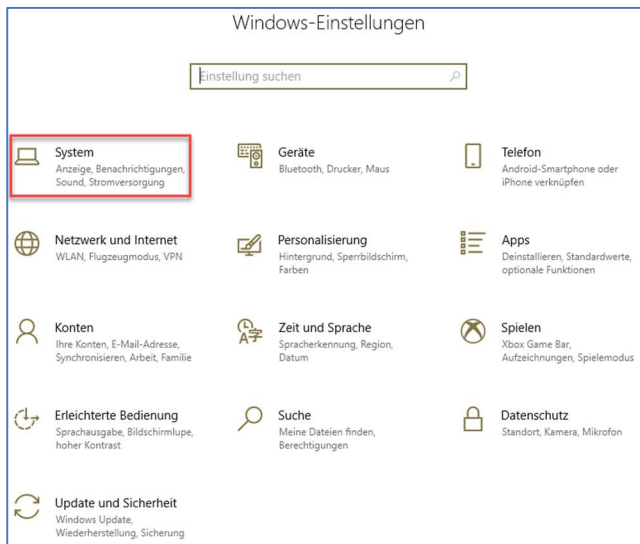 Windows-Einstellungen
Einstellung suchen
System
Anzeige, Benachrichtigungen,
Sound, Stromversorgung
Geräte
Bluetooth, Drucker, Maus
Telefon
Android-Smartphone oder
iPhone verknüpfen
Netzwerk und Internet
WLAN, Flugzeugmodus, VPN
Personalisierung
Hintergrund, Sperrbildschirm,
Farben
Apps
Deinstallieren, Standardwerte,
optionale Funktionen
Konten
Ihre Konten, E-Mail-Adresse,
Synchronisieren, Arbeit, Familie
Zeit und Sprache
Spracherkennung, Region,
Datum
Spielen
Xbox Game Bar,
Aufzeichnungen, Spielemodus
Erleichterte Bedienung
Sprachausgabe, Bildschirmlupe,
hoher Kontrast
Suche
Meine Dateien finden,
Berechtigungen
Datenschutz
Standort, Kamera, Mikrofon
Update und Sicherheit
Windows Update,
Wiederherstellung, Sicherung